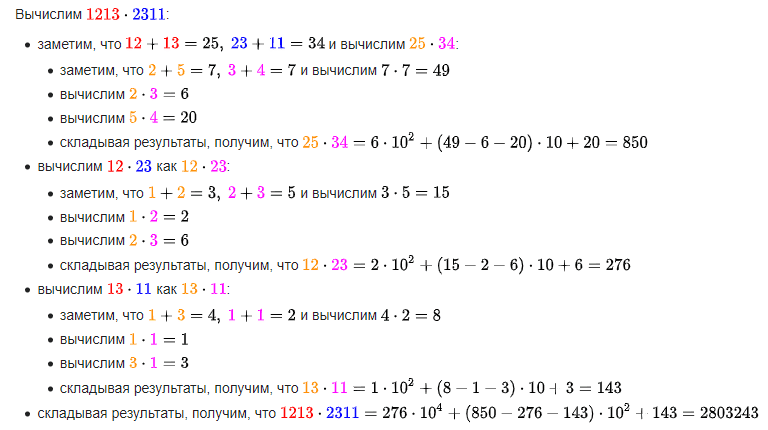 Вычислим 1213 · 2311:
• заметим, что 12 + 13 = 25, 23 + 11 = 34 и вычислим 25 · 34:
• заметим, что 2 + 5 = 7, 3 + 4 = 7 и вычислим 7 · 7 = 49
• вычислим 2 · 3 = 6
• вычислим 5 · 4 = 20
• складывая результаты, получим, что 25 · 34 = 6 · 10² + (49 − 6 − 20) · 10 + 20 = 850
• вычислим 12 · 23 как 12 · 23:
• заметим, что 1 + 2 = 3, 2 + 3 = 5 и вычислим 3 · 5 = 15
• вычислим 1 · 2 = 2
• вычислим 2 · 3 = 6
• складывая результаты, получим, что 12 · 23 = 2 · 10² + (15 − 2 − 6) · 10 + 6 = 276
• вычислим 13 · 11 как 13 · 11:
• заметим, что 1 + 3 = 4, 1 + 1 = 2 и вычислим 4 · 2 = 8
• вычислим 1 · 1 = 1
• вычислим 3 · 1 = 3
• складывая результаты, получим, что 13 · 11 = 1 · 10² + (8 − 1 − 3) · 10 + 3 = 143
• складывая результаты, получим, что 1213 · 2311 = 276 · 10⁴ + (850 − 276 − 143) · 10² + 143 = 2803243